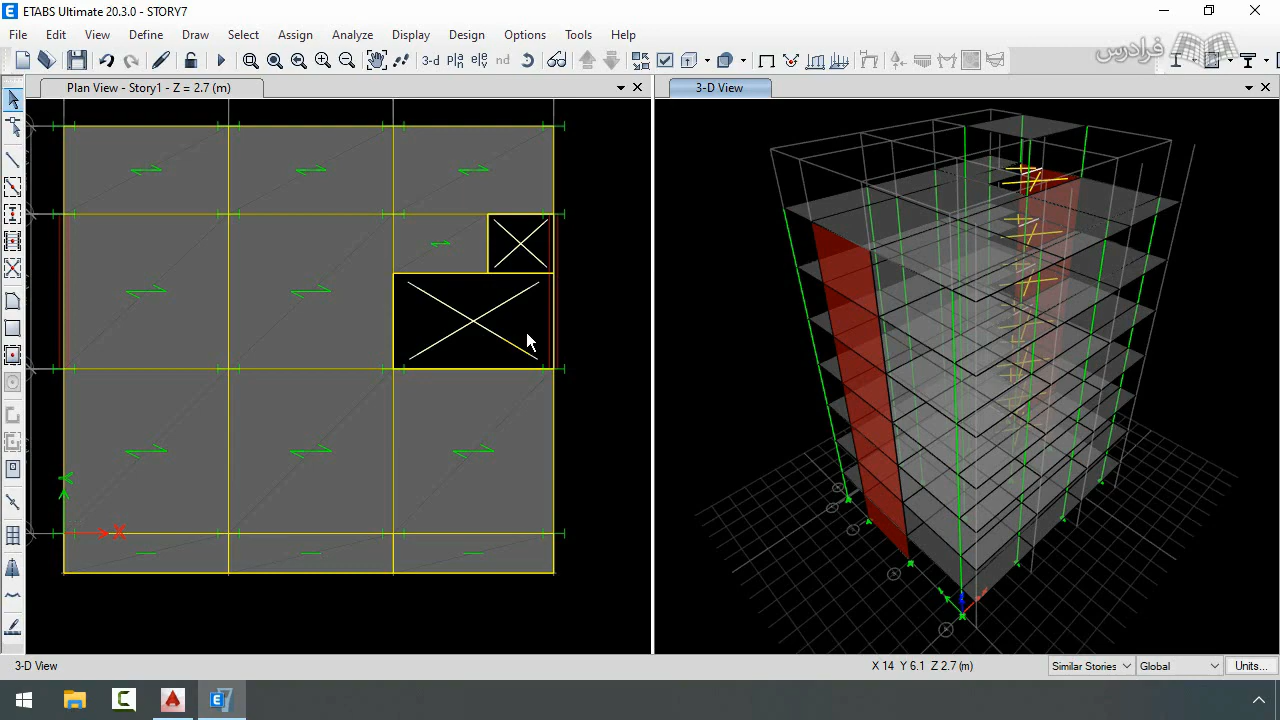 ETABS Ultimate 20.3.0 - STORY7
File Edit View Define Draw Select Assign Analyze Display Design Options Tools Help
3-d
nd
فرادرس
Plan View - Story1 - Z = 2.7 (m)
3-D View
X
3-D View
X 14 Y 6.1 Z 2.7 (m)
Similar Stories
Global
Units...